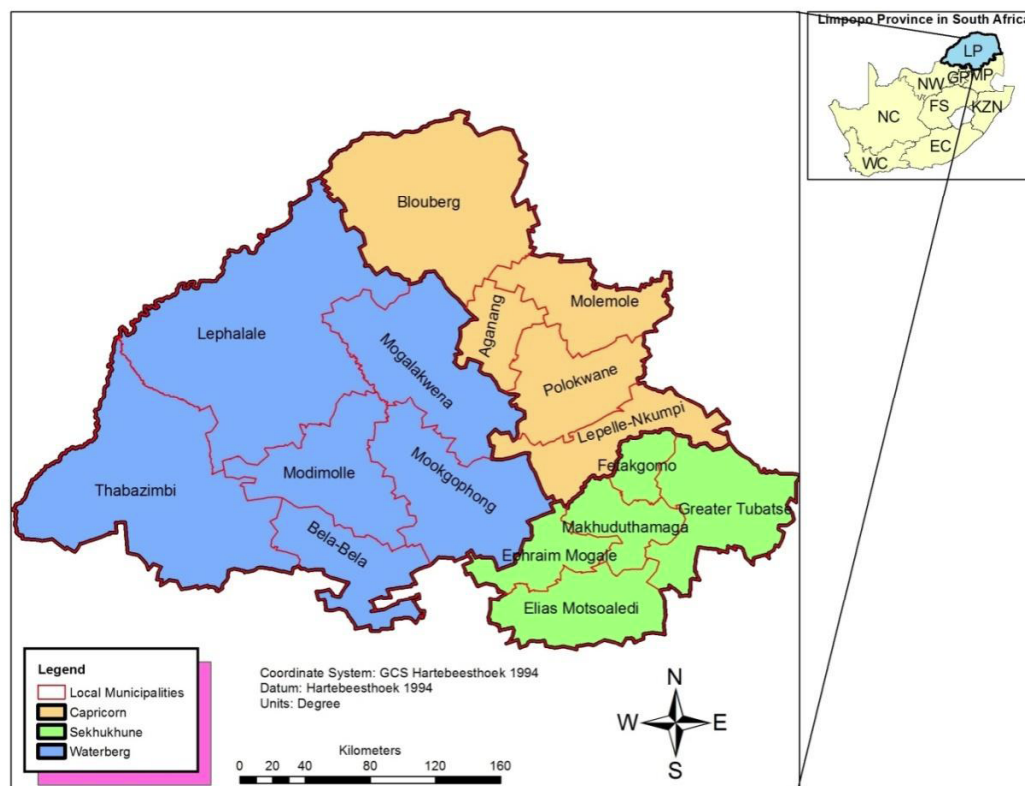 Limpopo Province in South Africa
LP
NW
GP
MP
NC
FS
KZN
EC
WC
Blouberg
Molemole
Aganang
Lephalale
Mogalakwena
Polokwane
Lepelle-Nkumpi
Modimolle
Mookgophong
Fetakgomo
Thabazimbi
Greater Tubatse
Makhuduthamaga
Bela-Bela
Ephraim Mogale
Elias Motsoaledi
Legend
Local Municipalities
Capricorn
Sekhukhune
Waterberg
Coordinate System: GCS Hartebeesthoek 1994
Datum: Hartebeesthoek 1994
Units: Degree
Kilometers
0 20 40 80 120 160
N
W
E
S